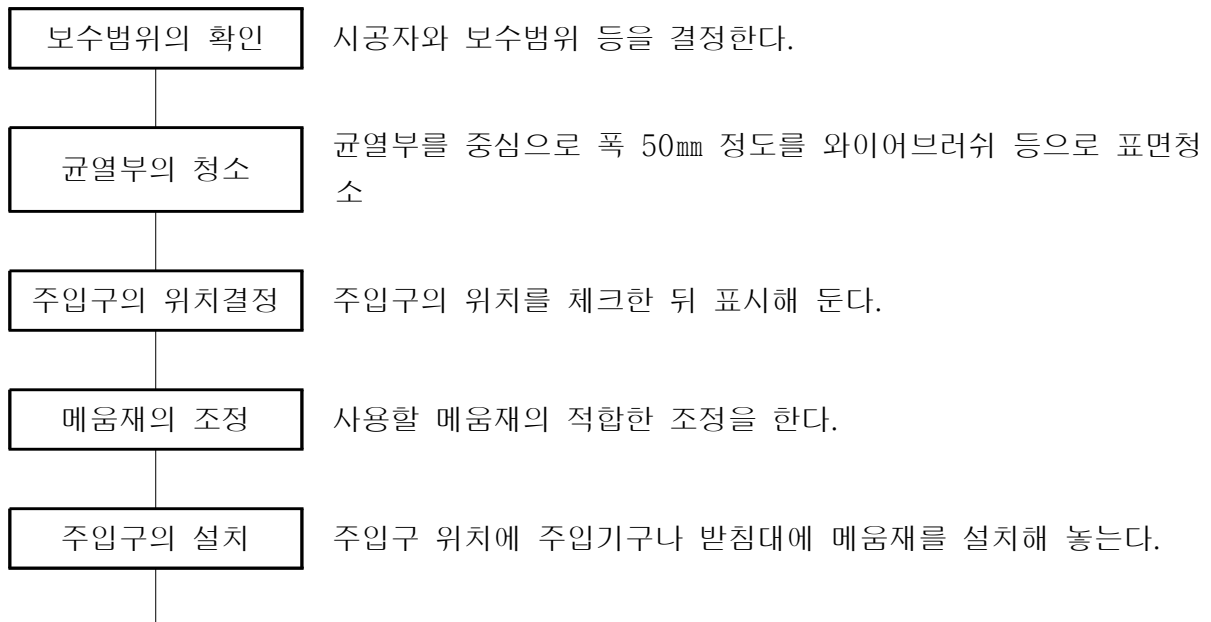 보수범위의 확인 시공자와 보수범위 등을 결정한다.
균열부의 청소 균열부를 중심으로 폭 50㎜ 정도를 와이어브러쉬 등으로 표면청
소
주입구의 위치결정 주입구의 위치를 체크한 뒤 표시해 둔다.
메움재의 조정 사용할 메움재의 적합한 조정을 한다.
주입구의 설치 주입구 위치에 주입기구나 받침대에 메움재를 설치해 놓는다.